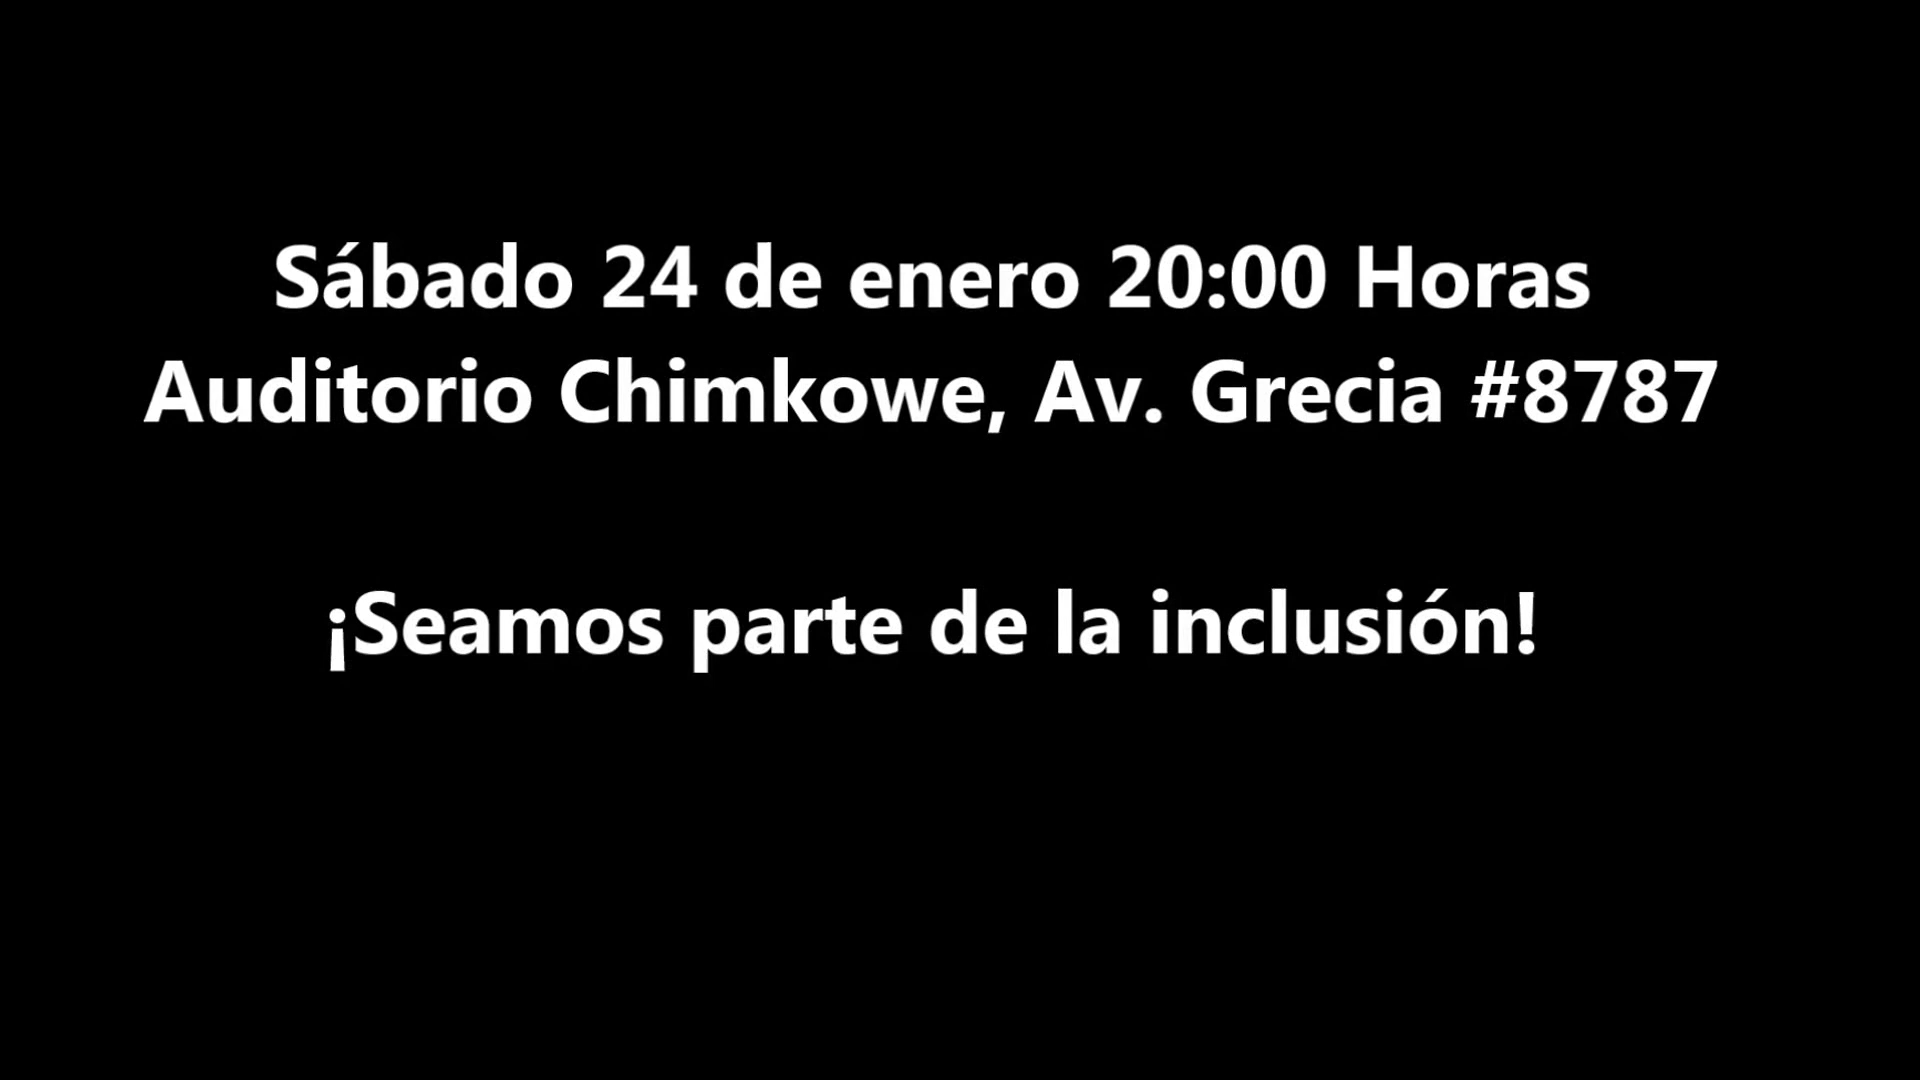 Sábado 24 de enero 20:00 Horas
Auditorio Chimkowe, Av. Grecia #8787
¡Seamos parte de la inclusión!